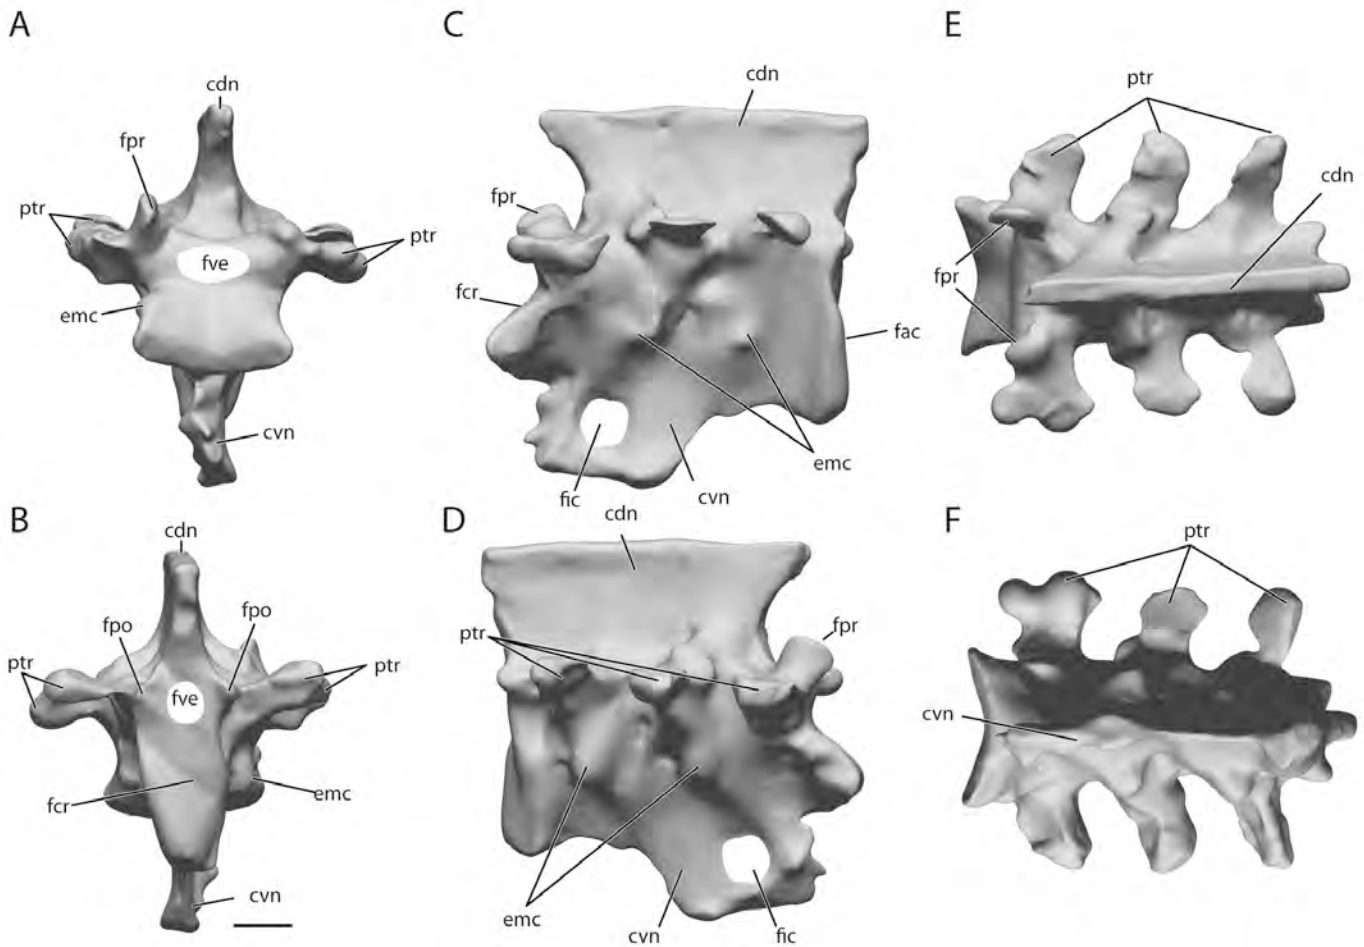 A
cdn
fpr
ptr
ptr
fve
emc
cvn
B
cdn
fpo
fpo
ptr
ptr
fve
fcr
emc
cvn
C
cdn
fpr
fcr
fac
emc
fic
cvn
D
cdn
ptr
fpr
emc
cvn
fic
E
ptr
cdn
fpr
F
ptr
cvn